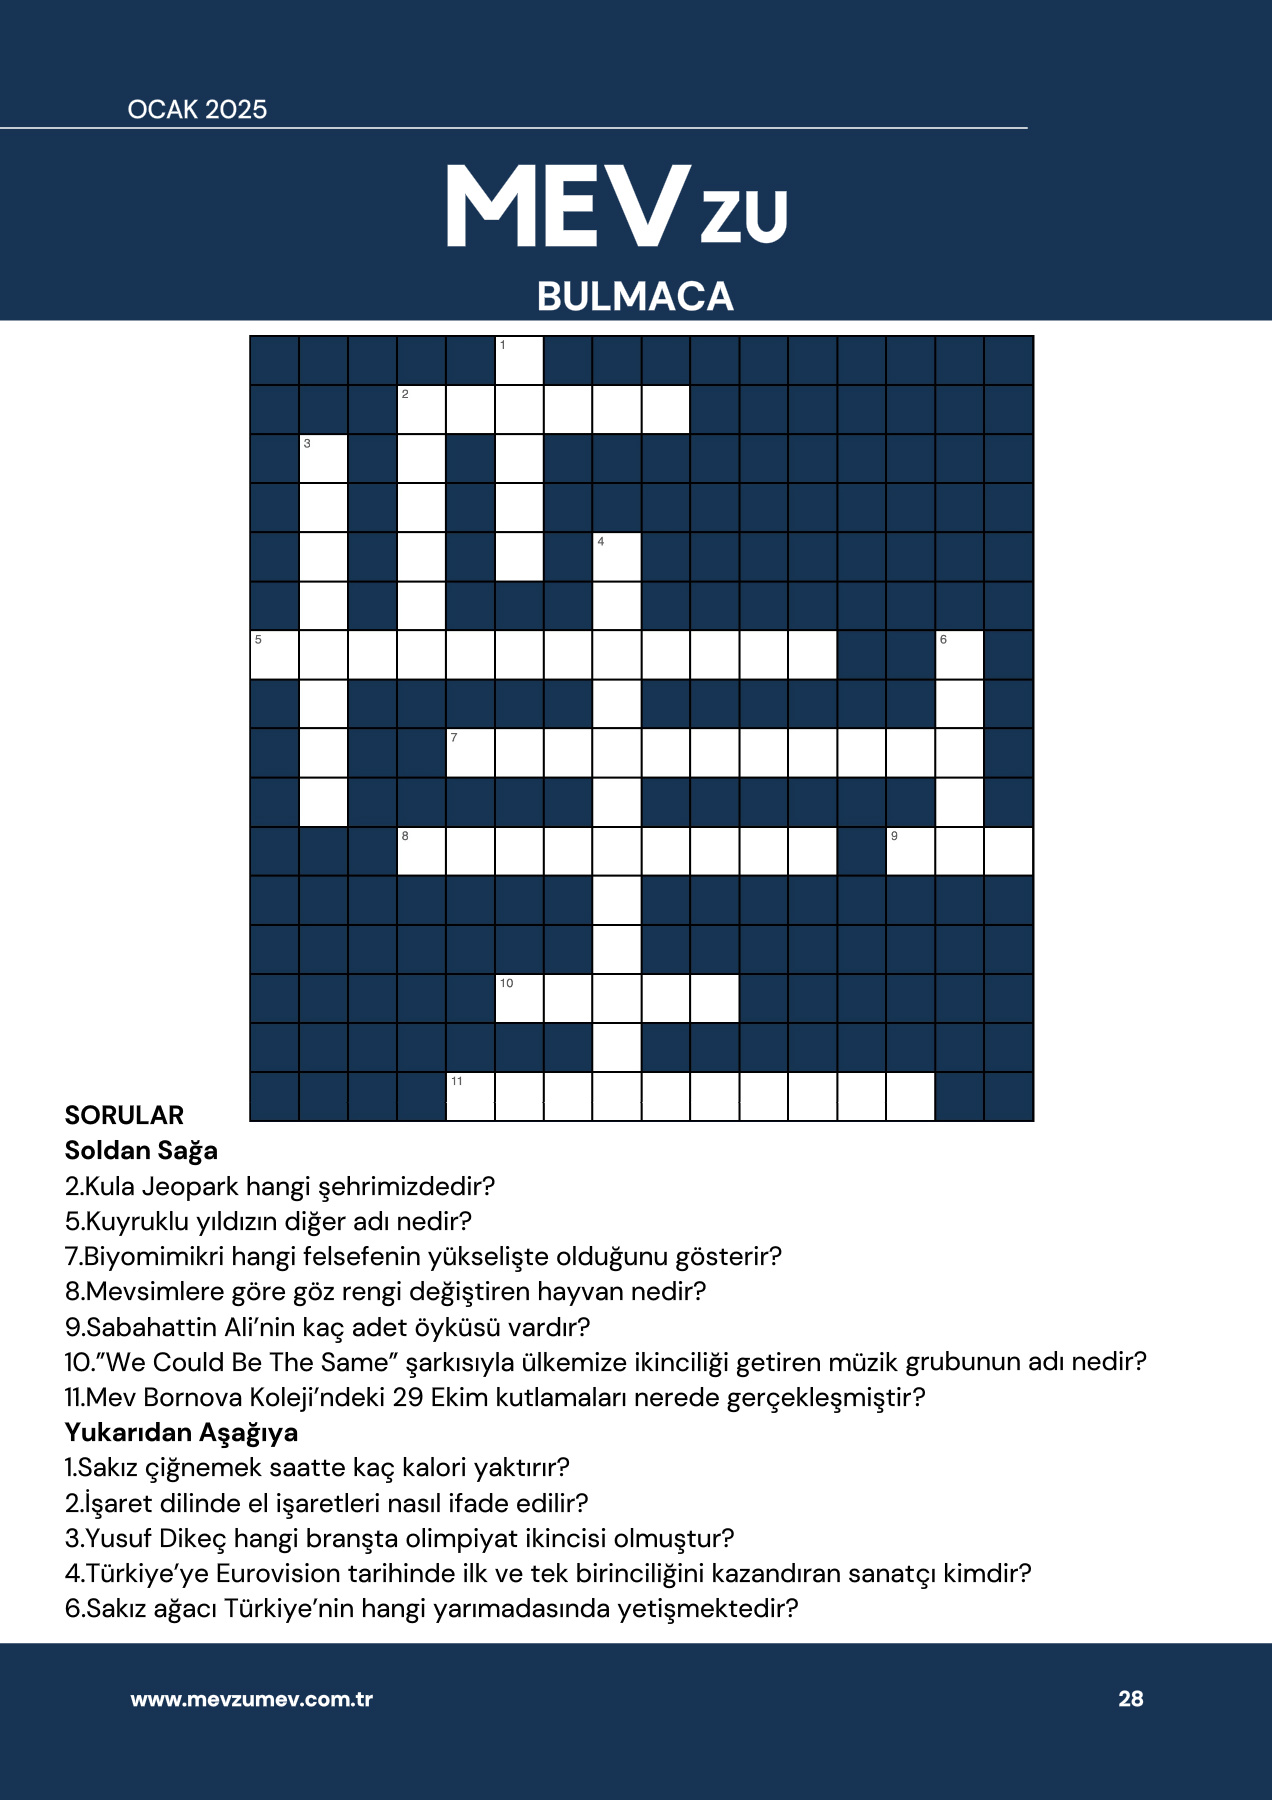 OCAK 2025
MEVzu
BULMACA
1
2
3
4
5
6
7
8
9
10
11
SORULAR
Soldan Sağa
2.Kula Jeopark hangi şehrimizdedir?
5.Kuyruklu yıldızın diğer adı nedir?
7.Biyomimikri hangi felsefenin yükselişte olduğunu gösterir?
8.Mevsimlere göre göz rengi değiştiren hayvan nedir?
9.Sabahattin Ali’nin kaç adet öyküsü vardır?
10.”We Could Be The Same” şarkısıyla ülkemize ikinciliği getiren müzik grubunun adı nedir?
11.Mev Bornova Koleji’ndeki 29 Ekim kutlamaları nerede gerçekleşmiştir?
Yukarıdan Aşağıya
1.Sakız çiğnemek saatte kaç kalori yaktırır?
2.İşaret dilinde el işaretleri nasıl ifade edilir?
3.Yusuf Dikeç hangi branşta olimpiyat ikincisi olmuştur?
4.Türkiye’ye Eurovision tarihinde ilk ve tek birinciliğini kazandıran sanatçı kimdir?
6.Sakız ağacı Türkiye’nin hangi yarımadasında yetişmektedir?
www.mevzumev.com.tr
28